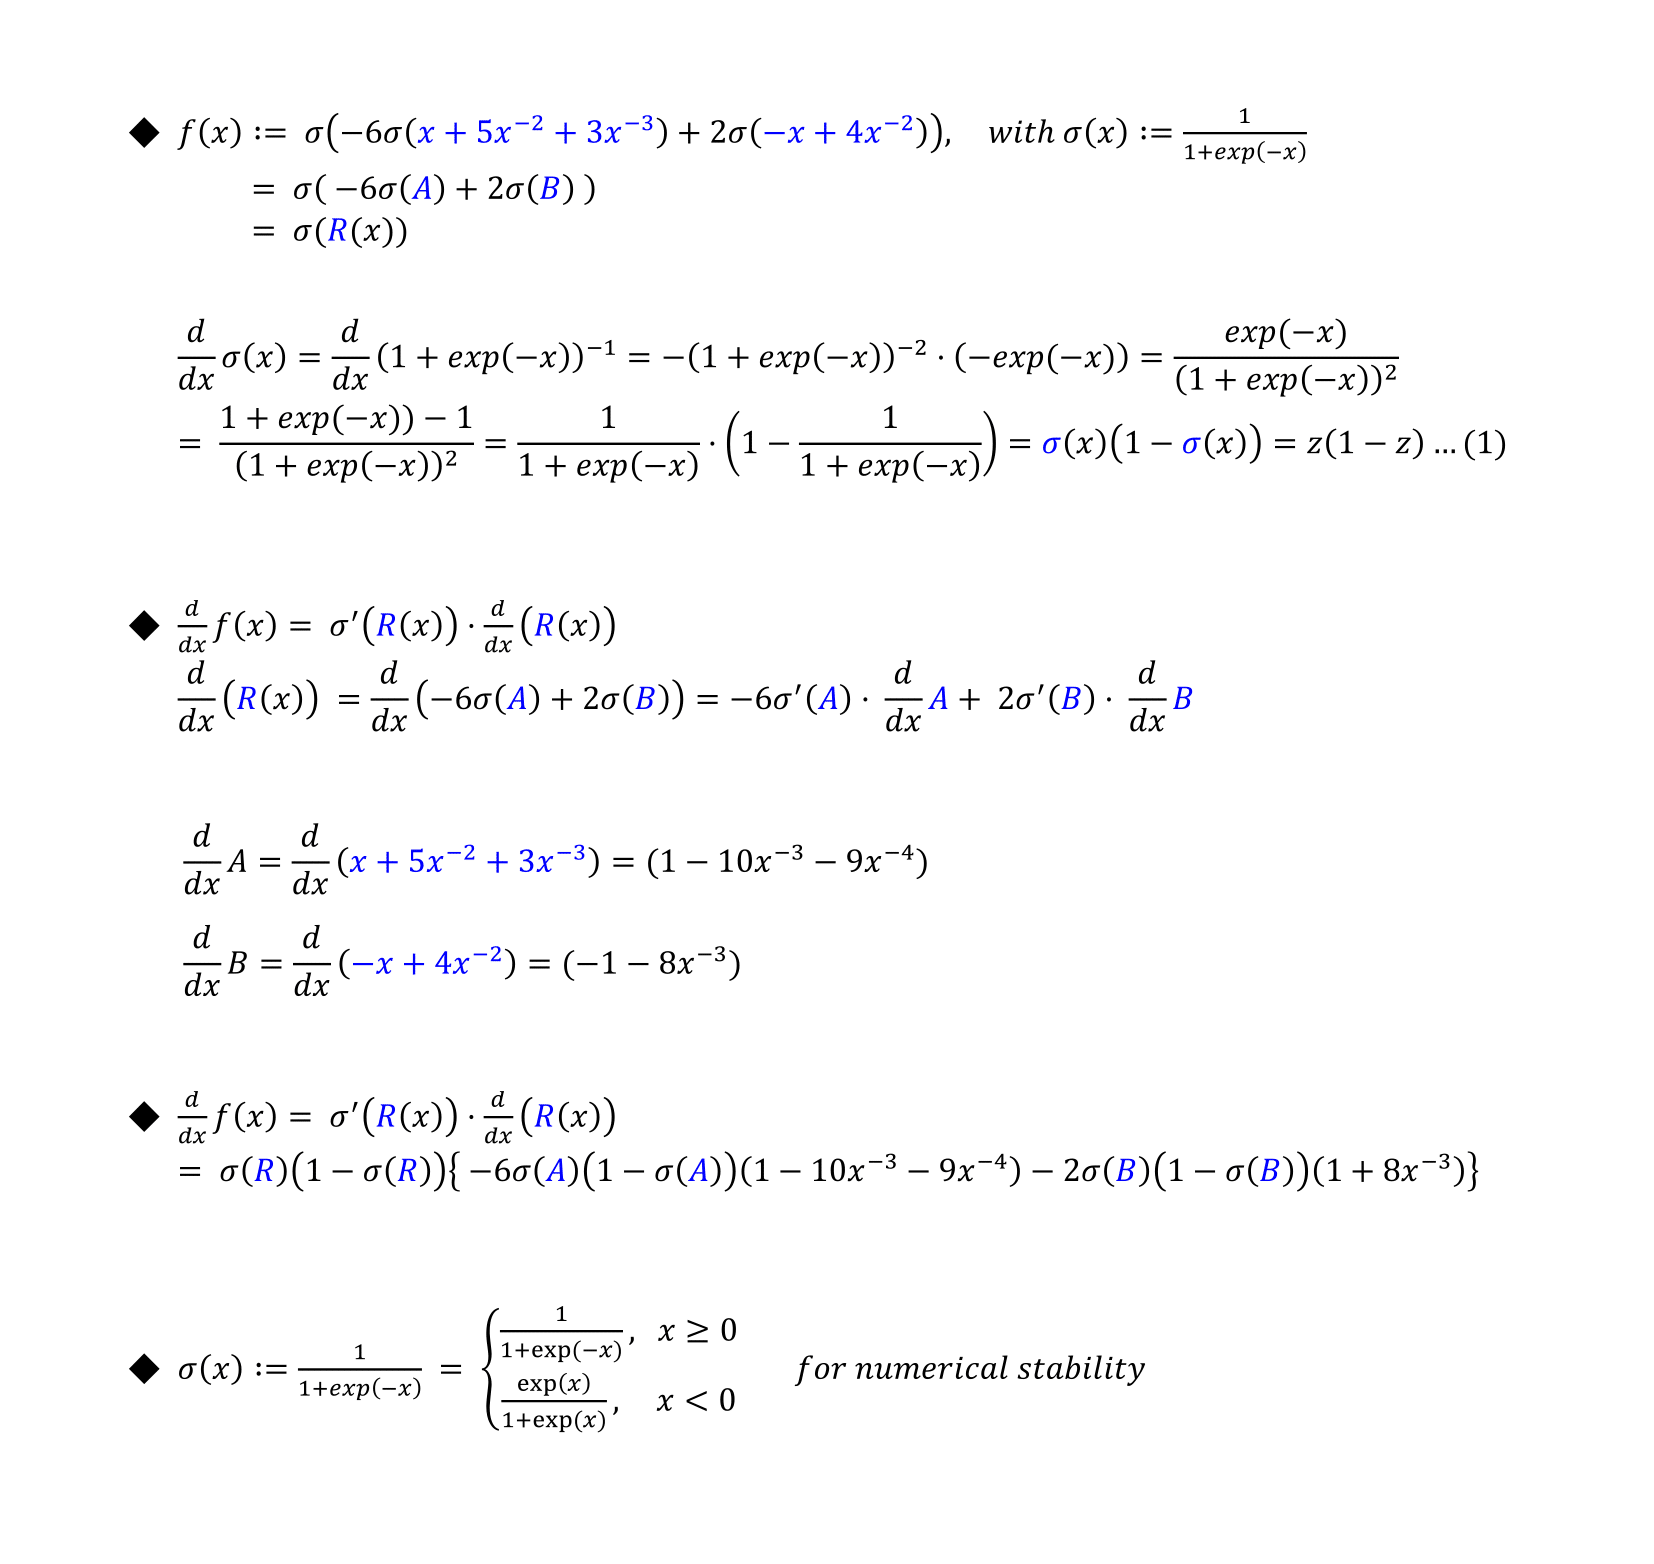 ◆ f(x) := σ(−6σ(x + 5x⁻² + 3x⁻³) + 2σ(−x + 4x⁻²)), with σ(x) := 1/(1+exp(−x))
= σ( −6σ(A) + 2σ(B) )
= σ(R(x))
d/dx σ(x) = d/dx (1 + exp(−x))⁻¹ = −(1 + exp(−x))⁻² · (−exp(−x)) = exp(−x)/(1 + exp(−x))²
= 1 + exp(−x)) − 1/(1 + exp(−x))² = 1/(1 + exp(−x)) · (1 − 1/(1 + exp(−x))) = σ(x)(1 − σ(x)) = z(1 − z) … (1)
◆ d/dx f(x) = σ′(R(x)) · d/dx (R(x))
d/dx (R(x)) = d/dx (−6σ(A) + 2σ(B)) = −6σ′(A) · d/dx A + 2σ′(B) · d/dx B
d/dx A = d/dx (x + 5x⁻² + 3x⁻³) = (1 − 10x⁻³ − 9x⁻⁴)
d/dx B = d/dx (−x + 4x⁻²) = (−1 − 8x⁻³)
◆ d/dx f(x) = σ′(R(x)) · d/dx (R(x))
= σ(R)(1 − σ(R)){ −6σ(A)(1 − σ(A))(1 − 10x⁻³ − 9x⁻⁴) − 2σ(B)(1 − σ(B))(1 + 8x⁻³)}
◆ σ(x) := 1/(1+exp(−x)) = { 1/(1+exp(−x)), x ≥ 0
exp(x)/(1+exp(x)), x < 0
for numerical stability